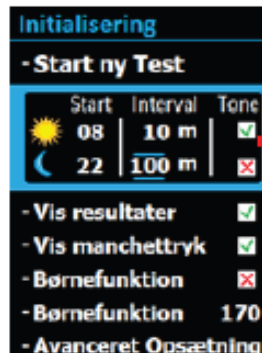 Initialisering
- Start ny Test
Start Interval Tone
08 10 m
22 100 m
- Vis resultater
- Vis manchettryk
- Børnefunktion
- Børnefunktion 170
- Avanceret Opsætning